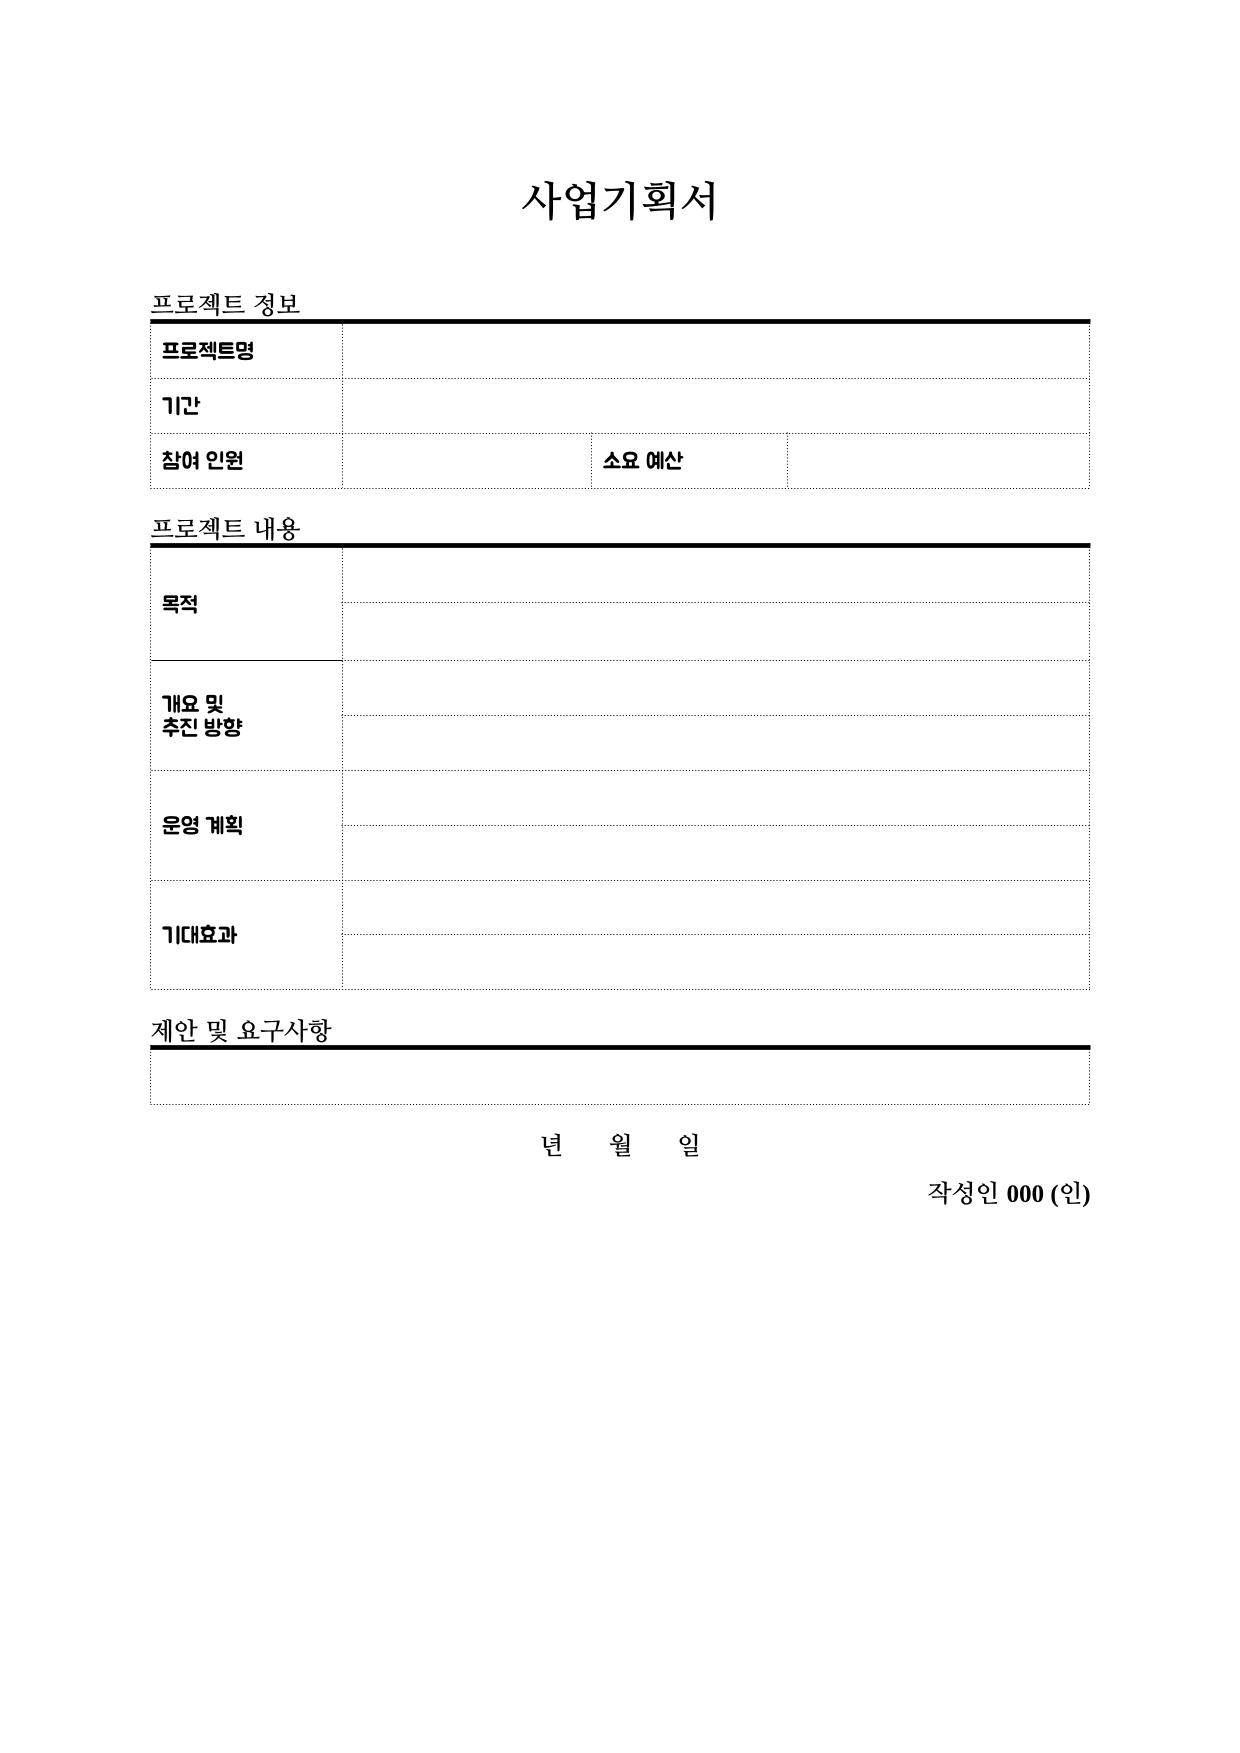 사업기획서
프로젝트 정보
프로젝트명
기간
참여 인원 소요 예산
프로젝트 내용
목적
개요 및
추진 방향
운영 계획
기대효과
제안 및 요구사항
년 월 일
작성인 000 (인)